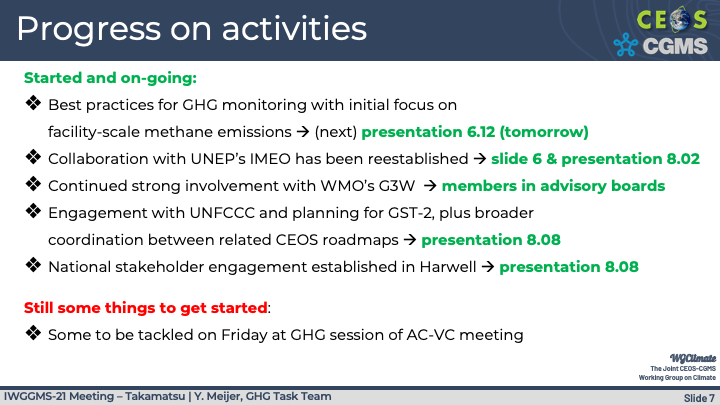 Progress on activities
CEOS
CGMS
Started and on-going:
❖ Best practices for GHG monitoring with initial focus on
facility-scale methane emissions → (next) presentation 6.12 (tomorrow)
❖ Collaboration with UNEP's IMEO has been reestablished → slide 6 & presentation 8.02
❖ Continued strong involvement with WMO's G3W → members in advisory boards
❖ Engagement with UNFCCC and planning for GST-2, plus broader
coordination between related CEOS roadmaps → presentation 8.08
❖ National stakeholder engagement established in Harwell → presentation 8.08
Still some things to get started:
❖ Some to be tackled on Friday at GHG session of AC-VC meeting
WGClimate
The Joint CEOS-CGMS
Working Group on Climate
IWGGMS-21 Meeting – Takamatsu | Y. Meijer, GHG Task Team
Slide 7